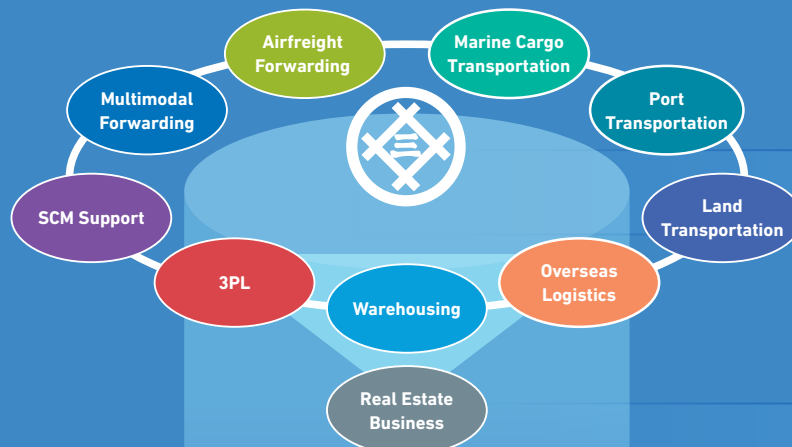 Airfreight
Forwarding
Marine Cargo
Transportation
Multimodal
Forwarding
Port
Transportation
三
SCM Support
Land
Transportation
3PL
Overseas
Logistics
Warehousing
Real Estate
Business